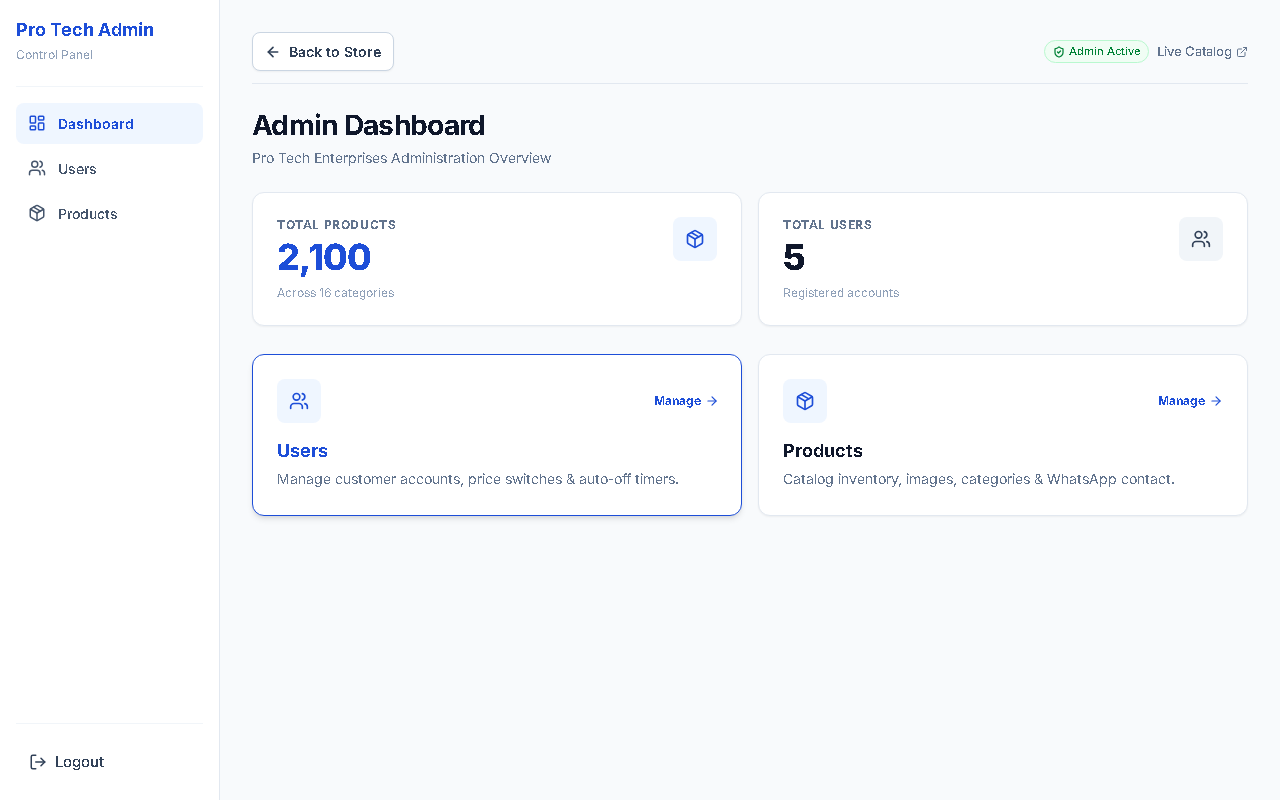 Pro Tech Admin
Control Panel
Dashboard
Users
Products
Logout
Back to Store
Admin Active
Live Catalog
Admin Dashboard
Pro Tech Enterprises Administration Overview
TOTAL PRODUCTS
2,100
Across 16 categories
TOTAL USERS
5
Registered accounts
Manage
Users
Manage customer accounts, price switches & auto-off timers.
Manage
Products
Catalog inventory, images, categories & WhatsApp contact.